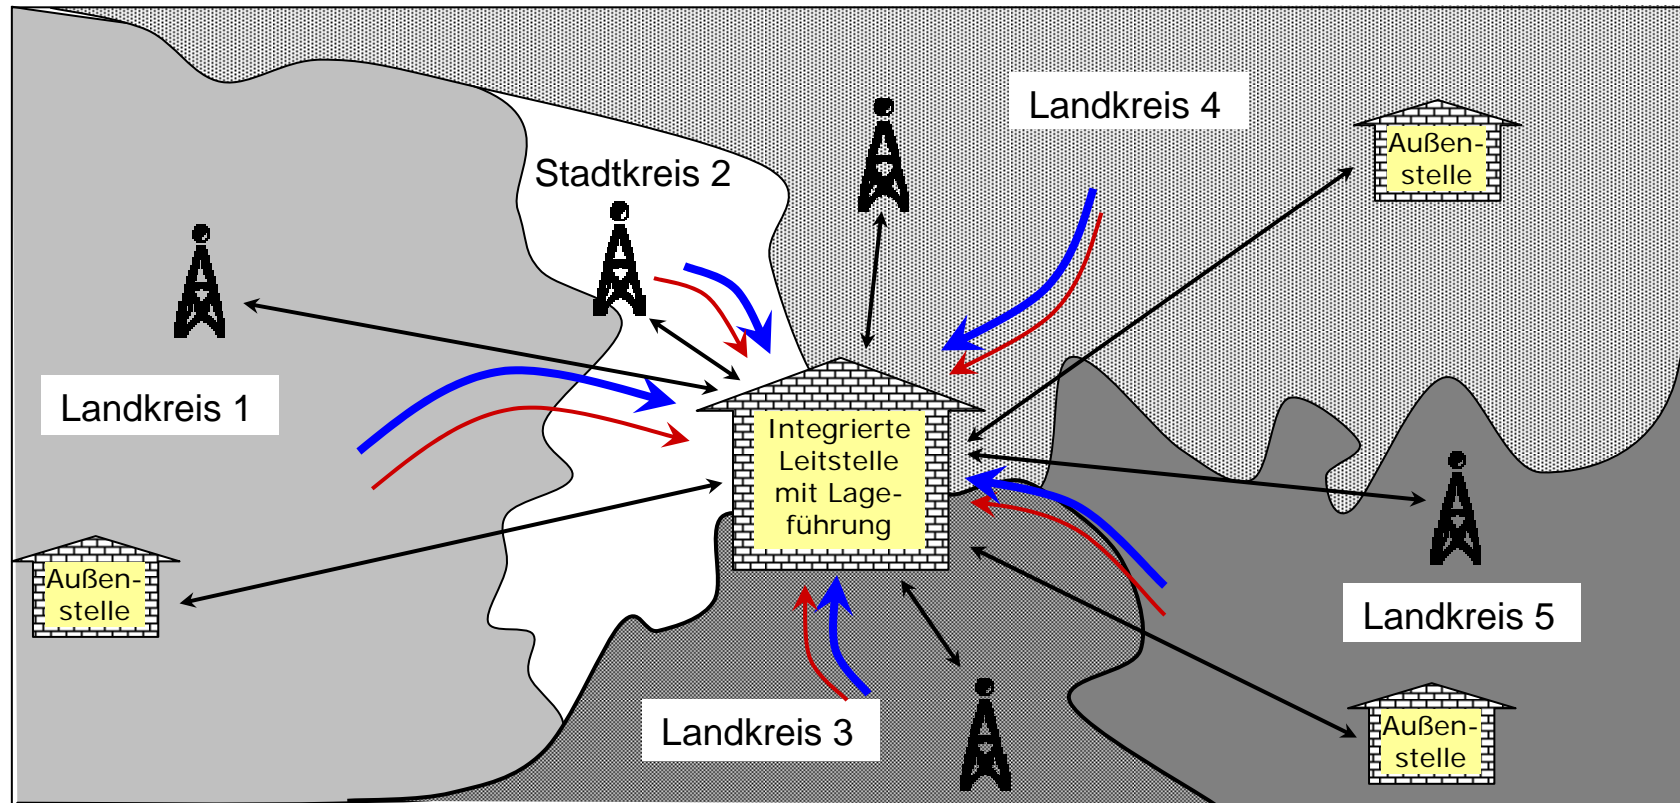 Landkreis 4
Außen-
stelle
Stadtkreis 2
Landkreis 1
Integrierte
Leitstelle
mit Lage-
führung
Außen-
stelle
Landkreis 5
Landkreis 3
Außen-
stelle